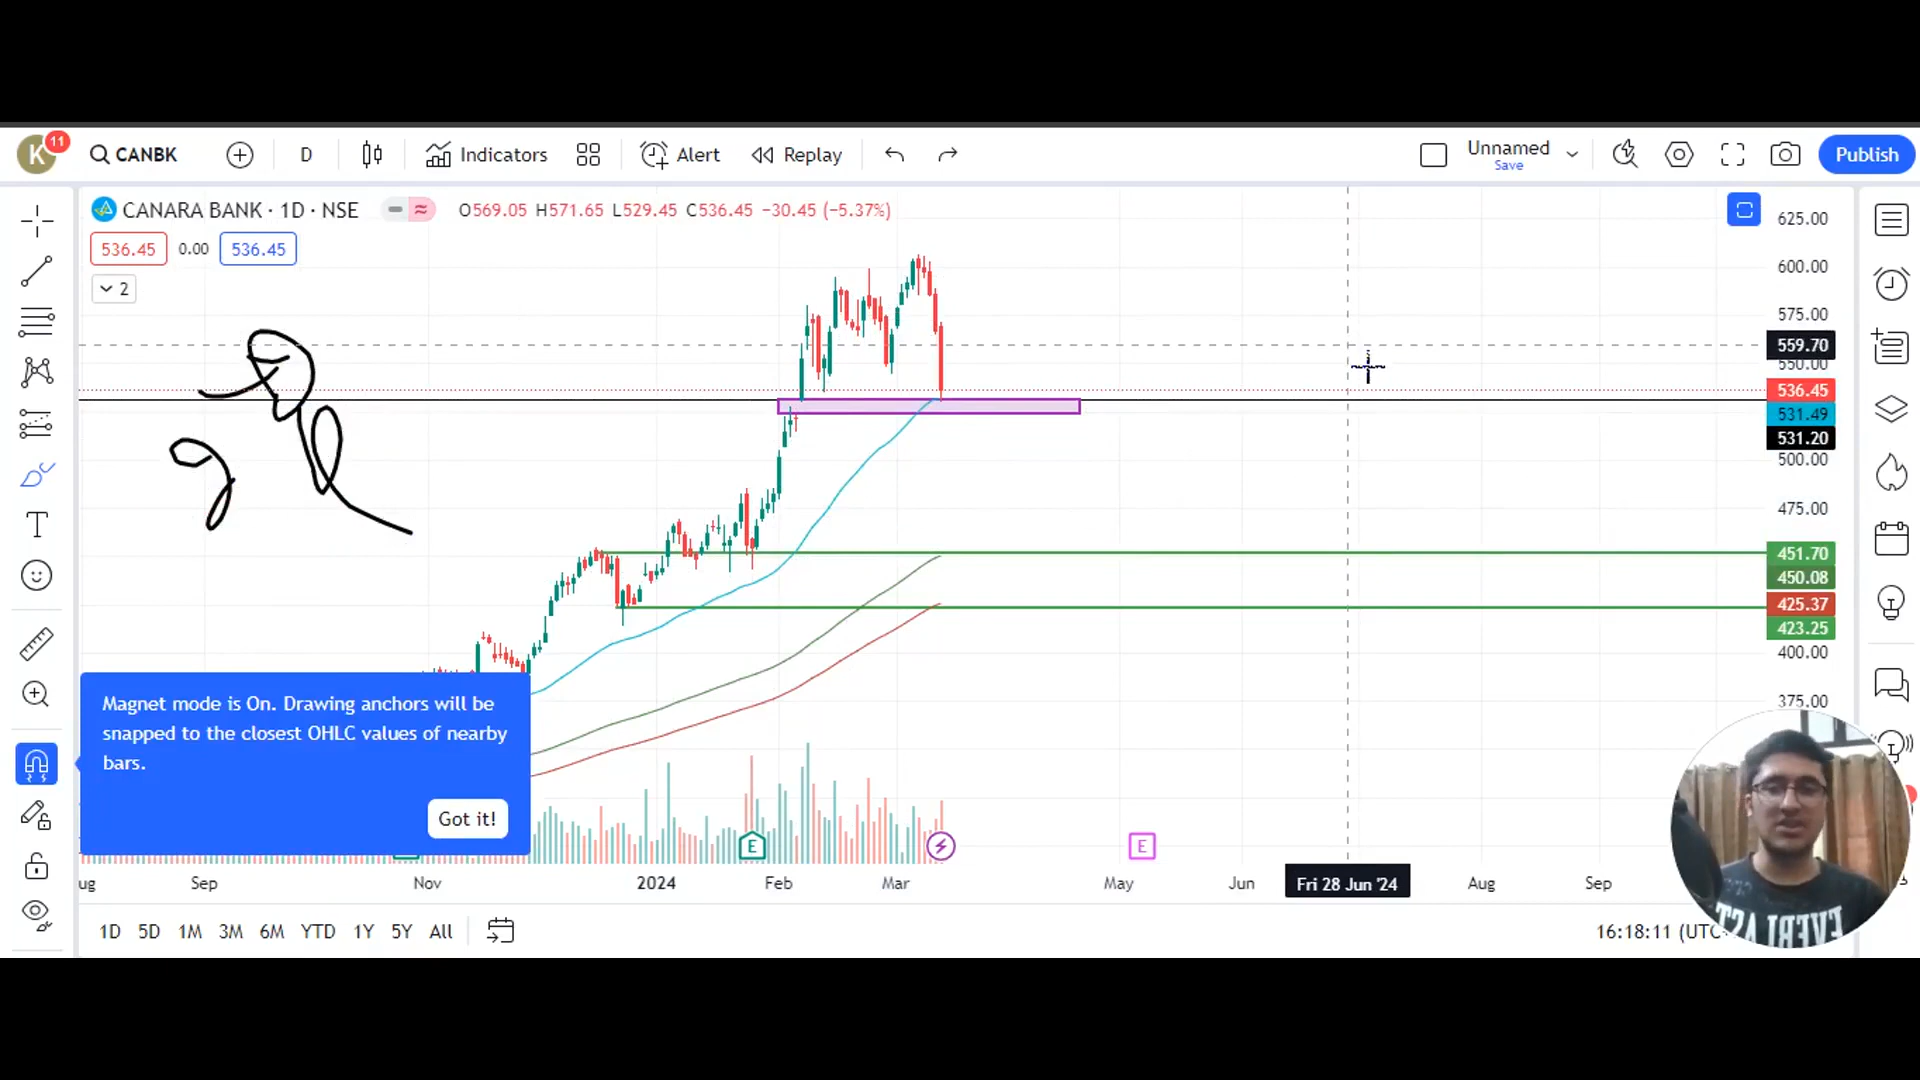 K 11 CANBK D Indicators Alert Replay Unnamed Save Publish
CANARA BANK · 1D · NSE O569.05 H571.65 L529.45 C536.45 −30.45 (−5.37%)
536.45 0.00 536.45
2
625.00
600.00
575.00
559.70
550.00
536.45
531.49
531.20
500.00
475.00
451.70
450.08
425.37
423.25
400.00
375.00
Magnet mode is On. Drawing anchors will be
snapped to the closest OHLC values of nearby
bars.
Got it!
E E
ug Sep Nov 2024 Feb Mar May Jun Fri 28 Jun '24 Aug Sep
1D 5D 1M 3M 6M YTD 1Y 5Y All 16:18:11 (UTC